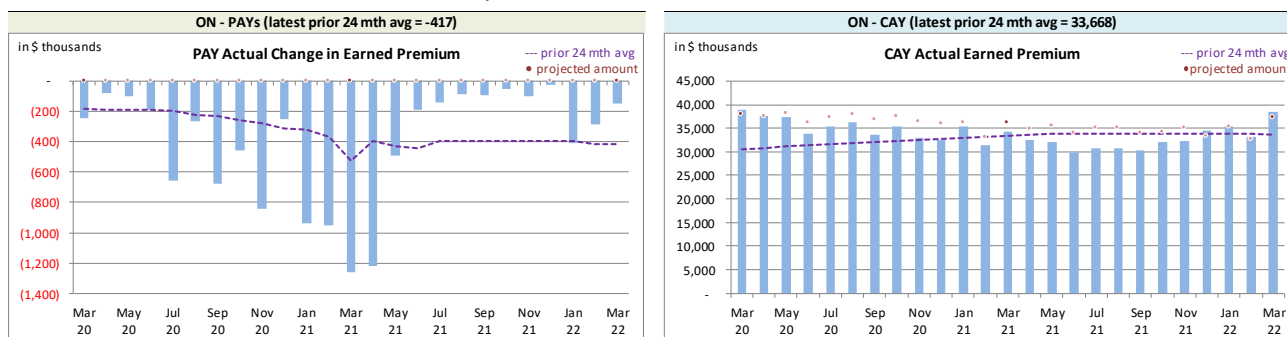 ON - PAYs (latest prior 24 mth avg = -417)
in $ thousands
PAY Actual Change in Earned Premium
--- prior 24 mth avg
• projected amount
-
(200)
(400)
(600)
(800)
(1,000)
(1,200)
(1,400)
Mar 20
May 20
Jul 20
Sep 20
Nov 20
Jan 21
Mar 21
May 21
Jul 21
Sep 21
Nov 21
Jan 22
Mar 22
ON - CAY (latest prior 24 mth avg = 33,668)
in $ thousands
CAY Actual Earned Premium
--- prior 24 mth avg
• projected amount
45,000
40,000
35,000
30,000
25,000
20,000
15,000
10,000
5,000
-
Mar 20
May 20
Jul 20
Sep 20
Nov 20
Jan 21
Mar 21
May 21
Jul 21
Sep 21
Nov 21
Jan 22
Mar 22